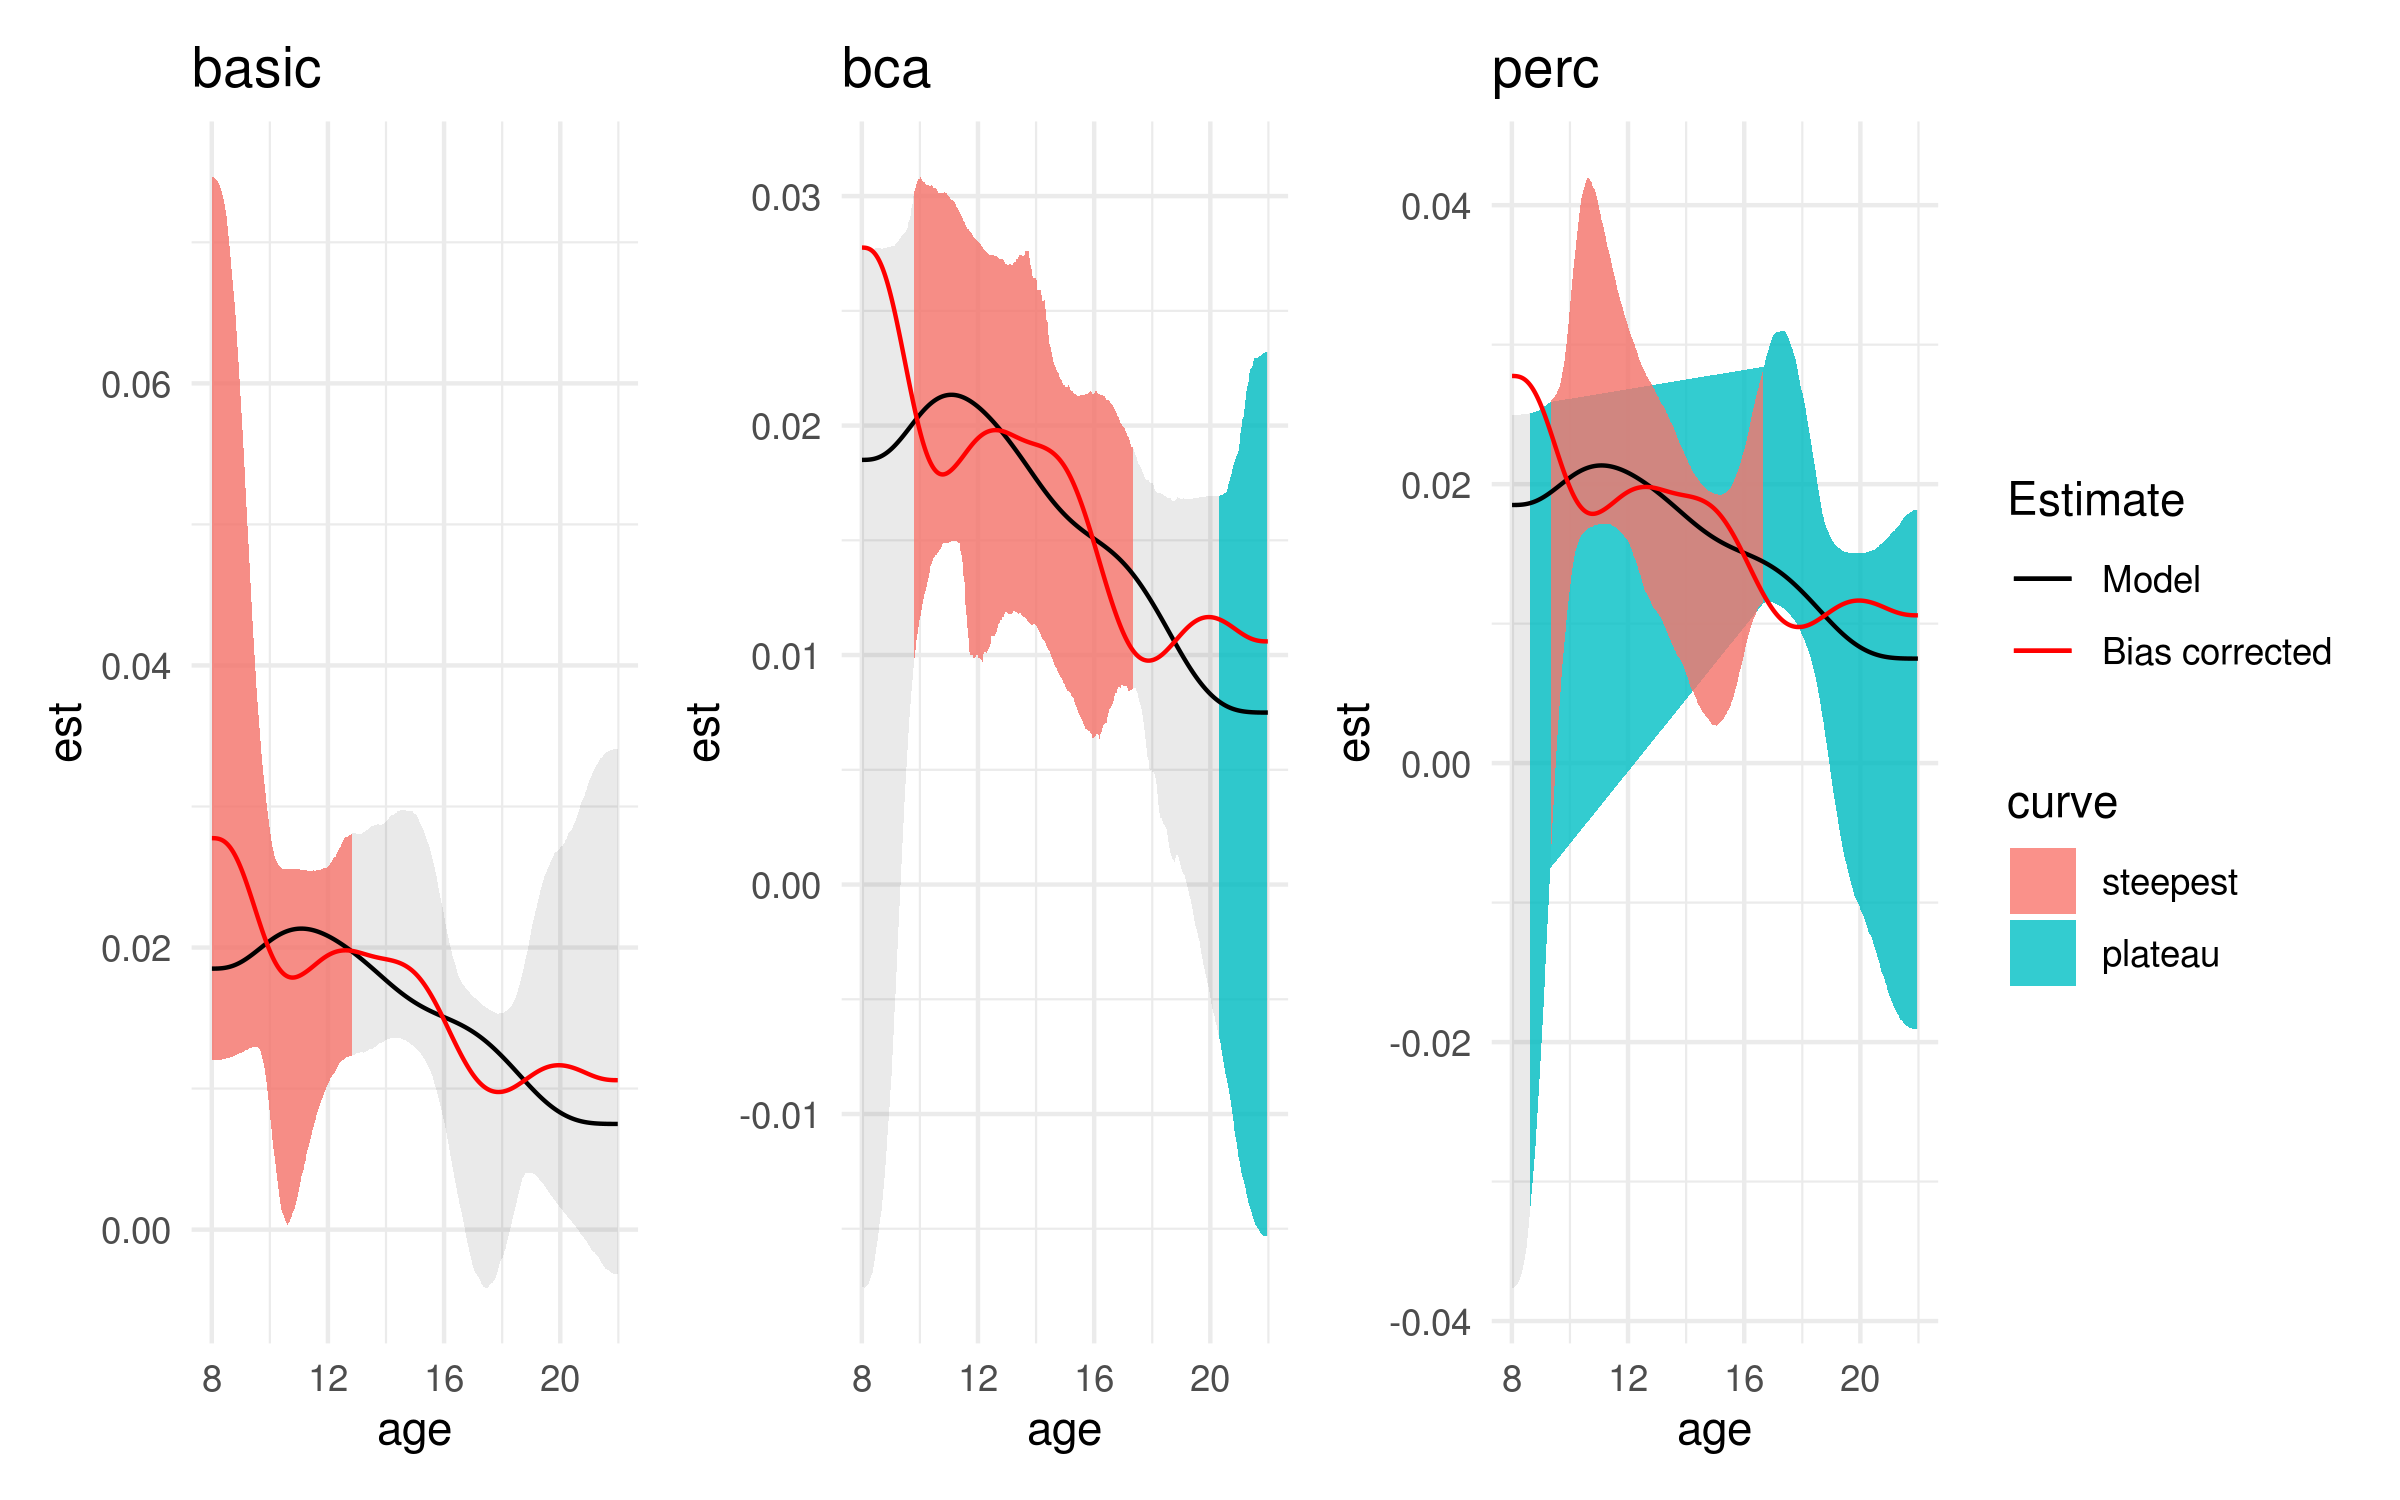 basic
bca
perc
est
0.06
0.04
0.02
0.00
8 12 16 20
age
est
0.03
0.02
0.01
0.00
-0.01
8 12 16 20
age
est
0.04
0.02
0.00
-0.02
-0.04
8 12 16 20
age
Estimate
Model
Bias corrected
curve
steepest
plateau